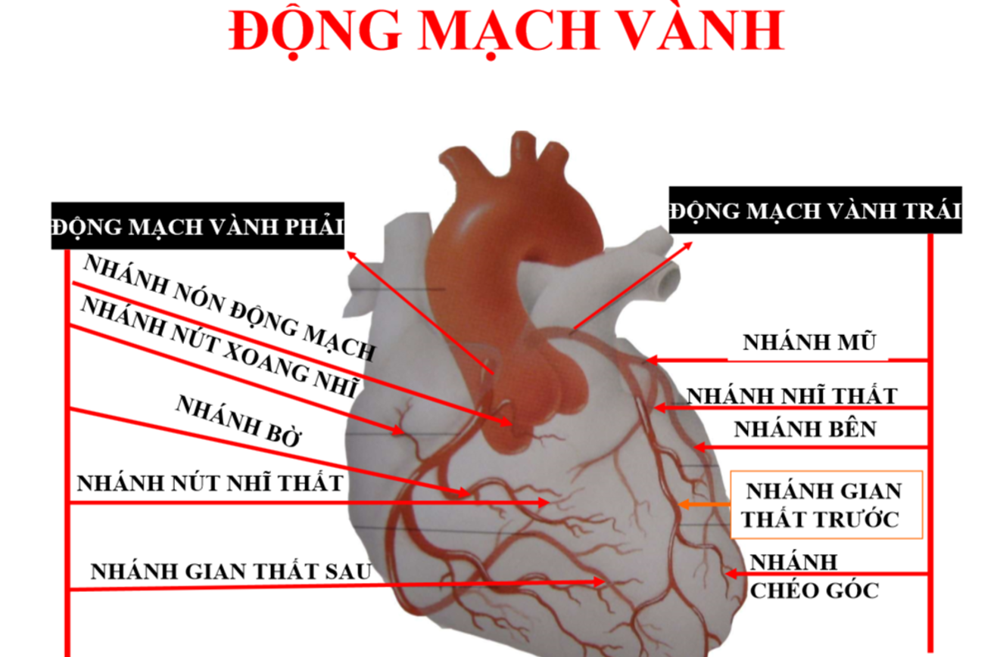 ĐỘNG MẠCH VÀNH
ĐỘNG MẠCH VÀNH PHẢI
NHÁNH NÓN ĐỘNG MẠCH
NHÁNH NÚT XOANG NHĨ
NHÁNH BỜ
NHÁNH NÚT NHĨ THẤT
NHÁNH GIAN THẤT SAU
ĐỘNG MẠCH VÀNH TRÁI
NHÁNH MŨ
NHÁNH NHĨ THẤT
NHÁNH BÊN
NHÁNH GIAN
THẤT TRƯỚC
NHÁNH
CHÉO GÓC